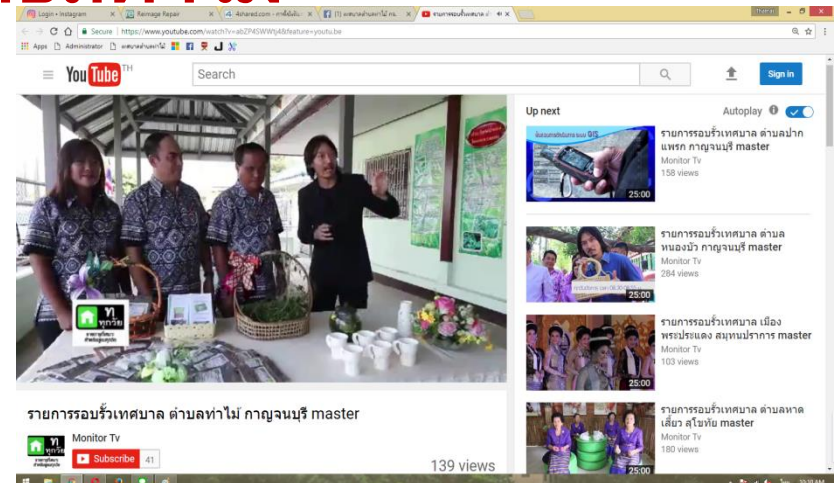 Login • Instagram
Reimage Repair
Secure
https://www.youtube.com/watch?v=abZP4SWWtj4&feature=youtu.be
Apps
Administrator
YouTube TH
Search
Sign in
Up next
Autoplay
รายการรอบรั้วเทศบาล ตำบลปาก
แพรก กาญจนบุรี master
Monitor Tv
158 views
25:00
รายการรอบรั้วเทศบาล ตำบล
หนองบัว กาญจนบุรี master
Monitor Tv
284 views
25:00
รายการรอบรั้วเทศบาล เมือง
พระประแดง สมุทนปราการ master
Monitor Tv
103 views
25:00
รายการรอบรั้วเทศบาล ตำบลหาด
เสี้ยว สุโขทัย master
Monitor Tv
180 views
25:00
ทุกวัย
รายการรอบรั้วเทศบาล ตำบลท่าไม้ กาญจนบุรี master
Monitor Tv
Subscribe 41
139 views